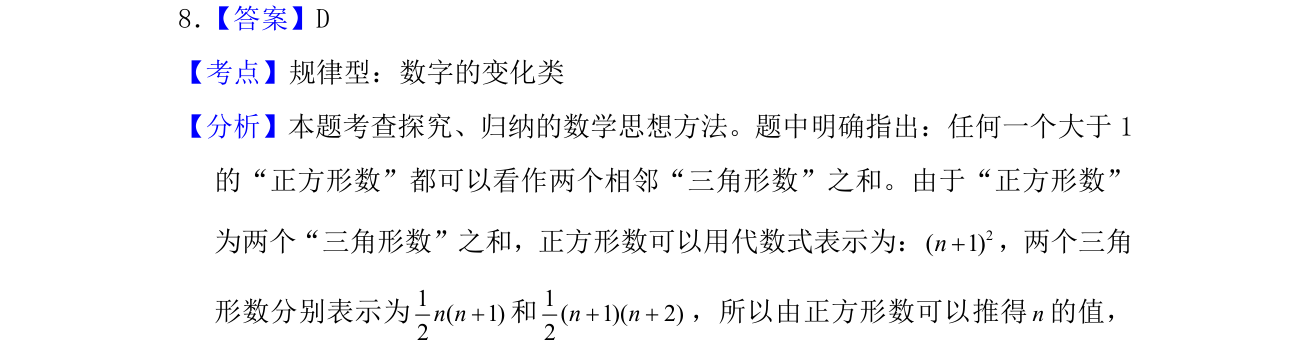 8.【答案】D
【考点】规律型：数字的变化类
【分析】本题考查探究、归纳的数学思想方法。题中明确指出：任何一个大于 1
的“正方形数”都可以看作两个相邻“三角形数”之和。由于“正方形数”
为两个“三角形数”之和，正方形数可以用代数式表示为：(n+1)²，两个三角
形数分别表示为 1/2 n(n+1) 和 1/2 (n+1)(n+2)，所以由正方形数可以推得 n 的值，